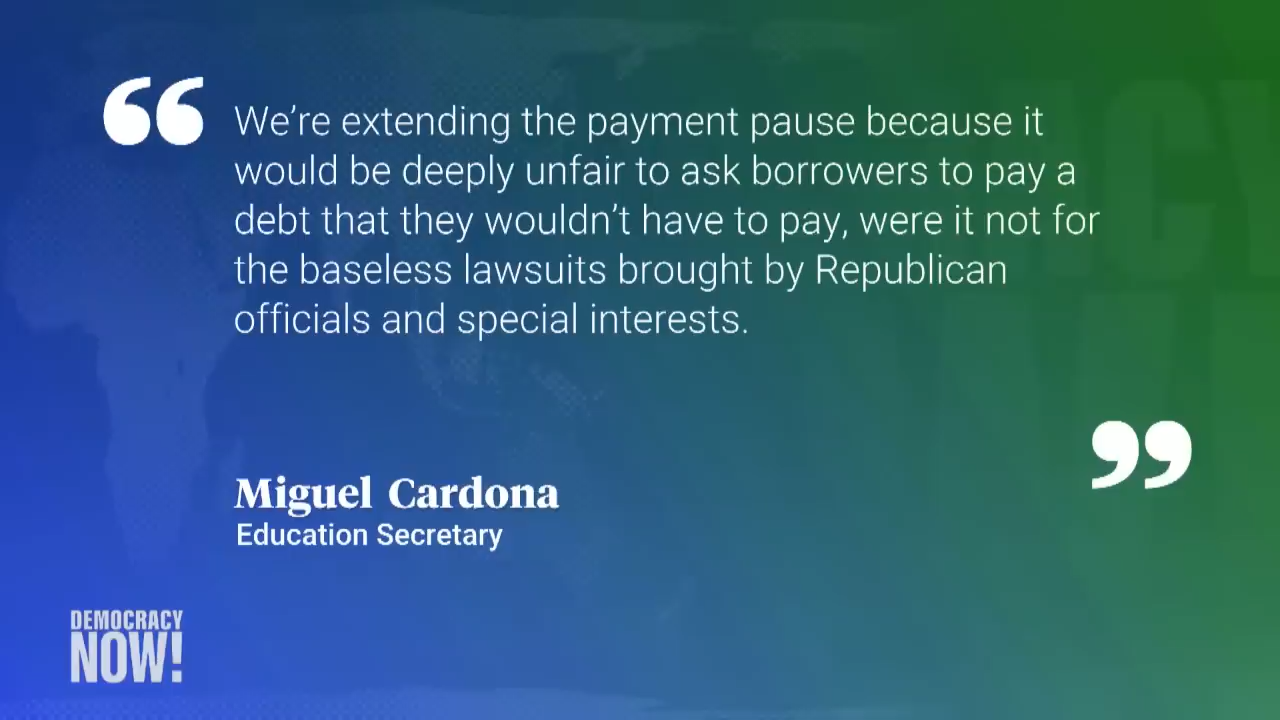 “
We’re extending the payment pause because it
would be deeply unfair to ask borrowers to pay a
debt that they wouldn’t have to pay, were it not for
the baseless lawsuits brought by Republican
officials and special interests.
”
Miguel Cardona
Education Secretary
DEMOCRACY
NOW!